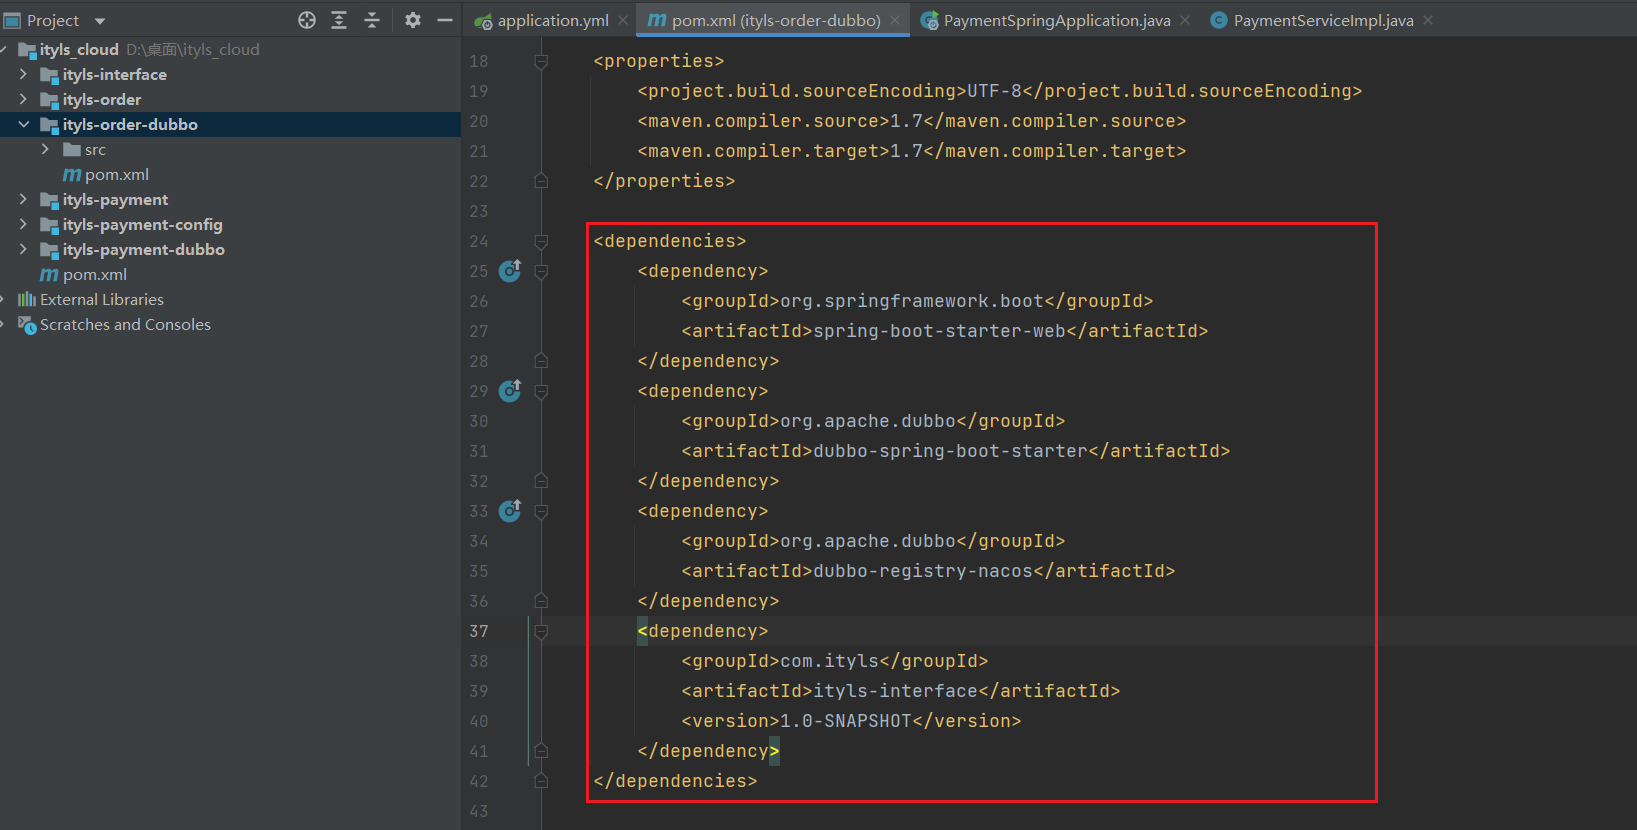 Project
application.yml
pom.xml (ityls-order-dubbo)
PaymentSpringApplication.java
PaymentServiceImpl.java
ityls_cloud D:\桌面\ityls_cloud
ityls-interface
ityls-order
ityls-order-dubbo
src
pom.xml
ityls-payment
ityls-payment-config
ityls-payment-dubbo
pom.xml
External Libraries
Scratches and Consoles
18 <properties>
19 <project.build.sourceEncoding>UTF-8</project.build.sourceEncoding>
20 <maven.compiler.source>1.7</maven.compiler.source>
21 <maven.compiler.target>1.7</maven.compiler.target>
22 </properties>
23
24 <dependencies>
25 <dependency>
26 <groupId>org.springframework.boot</groupId>
27 <artifactId>spring-boot-starter-web</artifactId>
28 </dependency>
29 <dependency>
30 <groupId>org.apache.dubbo</groupId>
31 <artifactId>dubbo-spring-boot-starter</artifactId>
32 </dependency>
33 <dependency>
34 <groupId>org.apache.dubbo</groupId>
35 <artifactId>dubbo-registry-nacos</artifactId>
36 </dependency>
37 <dependency>
38 <groupId>com.ityls</groupId>
39 <artifactId>ityls-interface</artifactId>
40 <version>1.0-SNAPSHOT</version>
41 </dependency>
42 </dependencies>
43